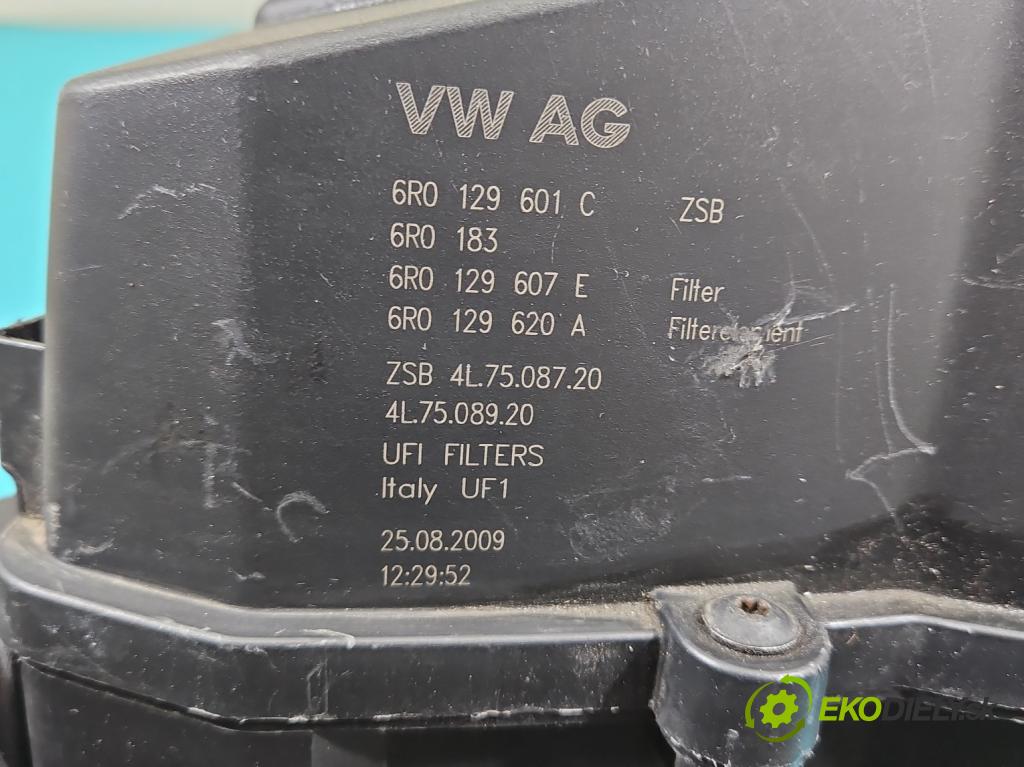 VW AG
6R0 129 601 C ZSB
6R0 183
6R0 129 607 E Filter
6R0 129 620 A Filterelement
ZSB 4L.75.087.20
4L.75.089.20
UFI FILTERS
Italy UF1
25.08.2009
12:29:52
EKODIELY.sk